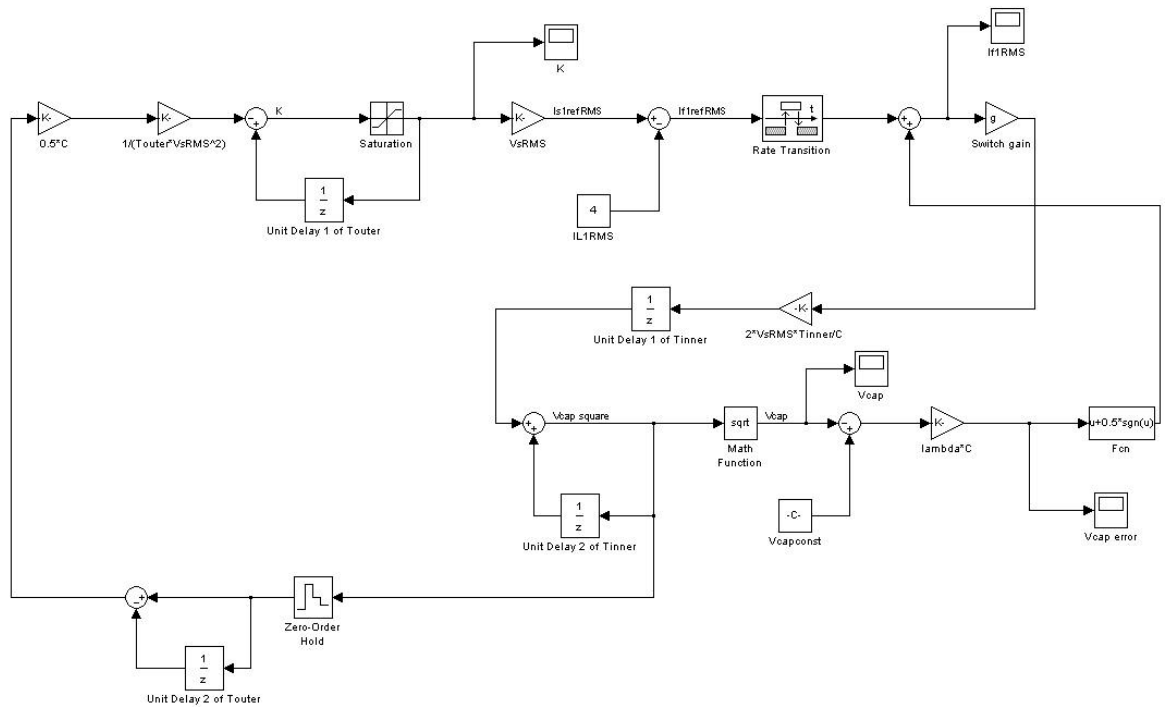 If1RMS
K
K-
0.5*C
K-
1/(Touter*VsRMS^2)
K
Saturation
K-
VsRMS
Is1refRMS
If1refRMS
t
Rate Transition
g
Switch gain
1
z
Unit Delay 1 of Touter
4
IL1RMS
1
z
Unit Delay 1 of Tinner
-K-
2*VsRMS*Tinner/C
Vcap
Vcap square
sqrt
Math
Function
Vcap
K-
lambda*C
u+0.5*sgn(u)
Fcn
1
z
Unit Delay 2 of Tinner
-C-
Vcapconst
Vcap error
Zero-Order
Hold
1
z
Unit Delay 2 of Touter